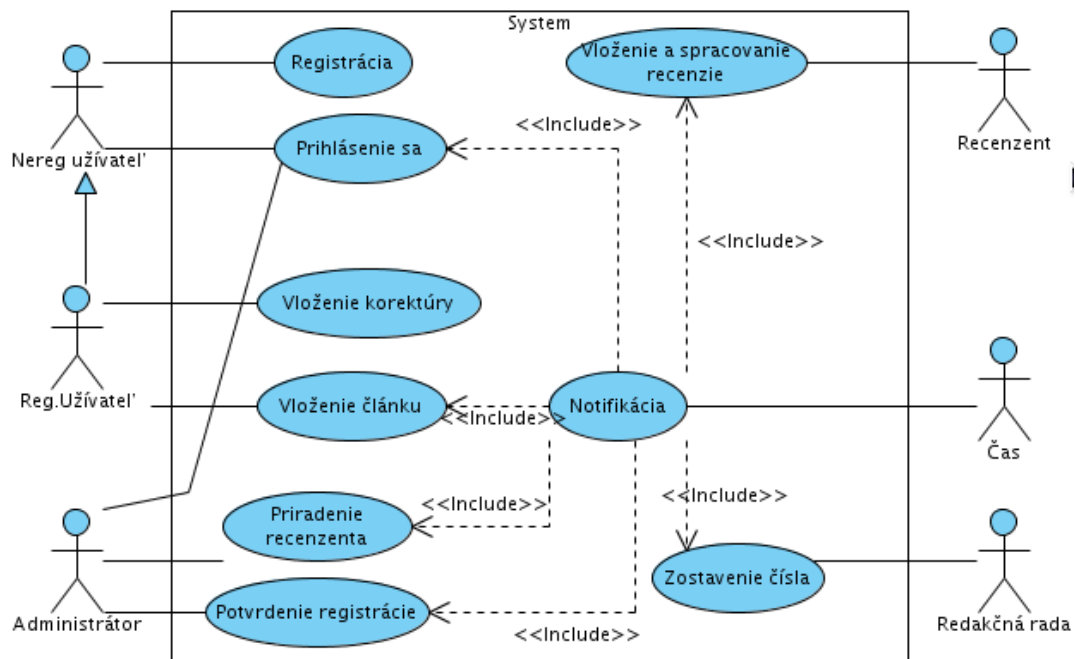 System
Registrácia
Vloženie a spracovanie
recenzie
<<Include>>
Prihlásenie sa
Nereg užívateľ
Recenzent
<<Include>>
Vloženie korektúry
Reg.Užívateľ
Vloženie článku
<<Include>>
Notifikácia
Čas
<<Include>>
<<Include>>
Priradenie
recenzenta
Zostavenie čísla
Potvrdenie registrácie
Administrátor
<<Include>>
Redakčná rada